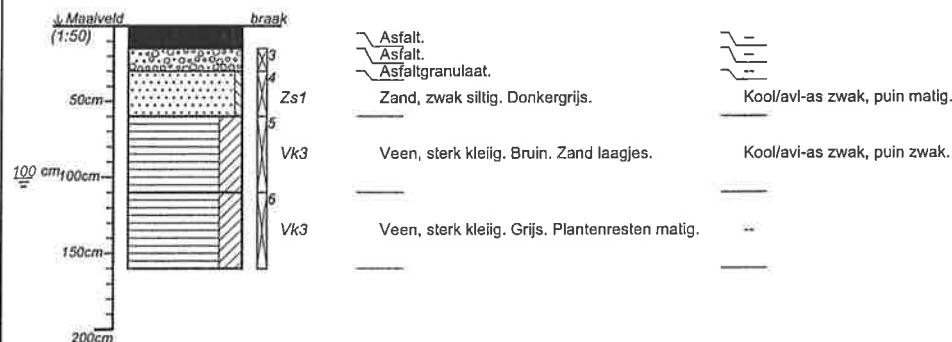 Maaiveld braak
(1:50)
3 Asfalt. -
Asfalt. -
4 Asfaltgranulaat. --
50cm Zs1 Zand, zwak siltig. Donkergrijs. Kool/avi-as zwak, puin matig.
5
Vk3 Veen, sterk kleiig. Bruin. Zand laagjes. Kool/avi-as zwak, puin zwak.
100 cm 100cm
6
Vk3 Veen, sterk kleiig. Grijs. Plantenresten matig. --
150cm
200cm